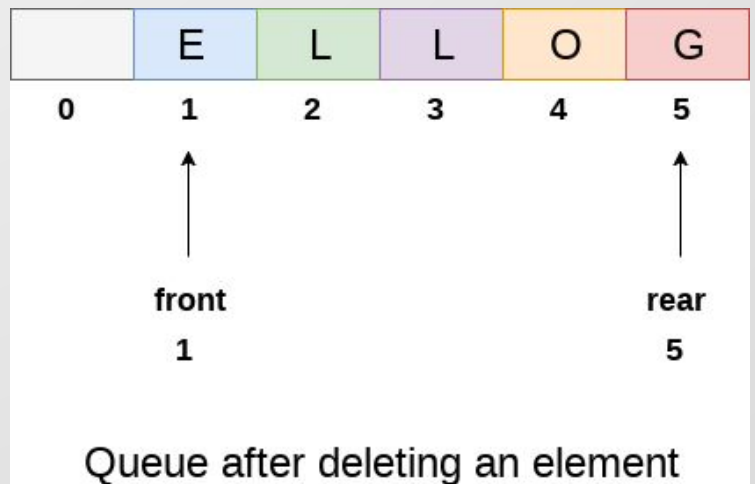 E L L O G
0 1 2 3 4 5
front rear
1 5
Queue after deleting an element